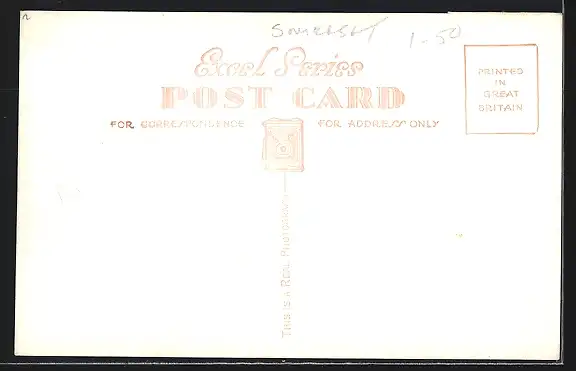 SOMERSET
1-50
Excel Series
POST CARD
FOR CORRESPONDENCE
FOR ADDRESS ONLY
PRINTED
IN
GREAT
BRITAIN
THIS IS A REAL PHOTOGRAPH